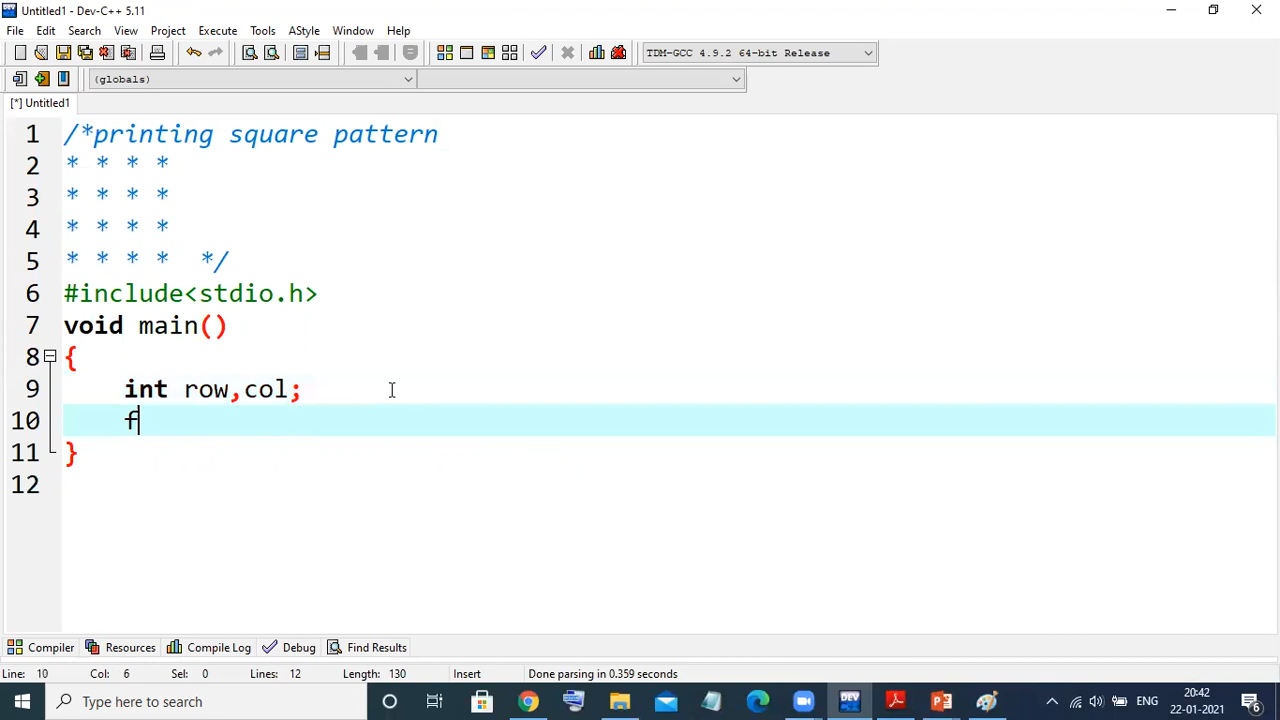 Untitled1 - Dev-C++ 5.11
File Edit Search View Project Execute Tools AStyle Window Help
TDM-GCC 4.9.2 64-bit Release
(globals)
[*] Untitled1
1 /*printing square pattern
2 * * * *
3 * * * *
4 * * * *
5 * * * *  */
6 #include<stdio.h>
7 void main()
8 {
9 int row,col;
10 f
11 }
12
Compiler Resources Compile Log Debug Find Results
Line: 10 Col: 6 Sel: 0 Lines: 12 Length: 130 Insert Done parsing in 0.359 seconds
Type here to search
ENG
20:42
22-01-2021
6